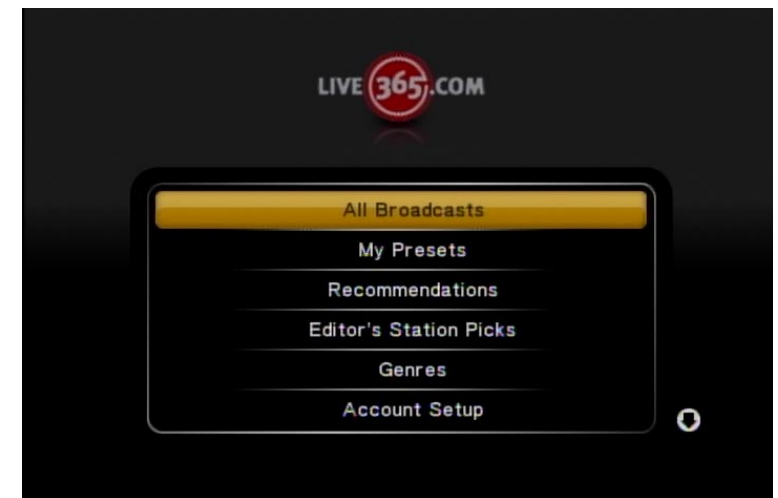 LIVE 365.COM
All Broadcasts
My Presets
Recommendations
Editor's Station Picks
Genres
Account Setup